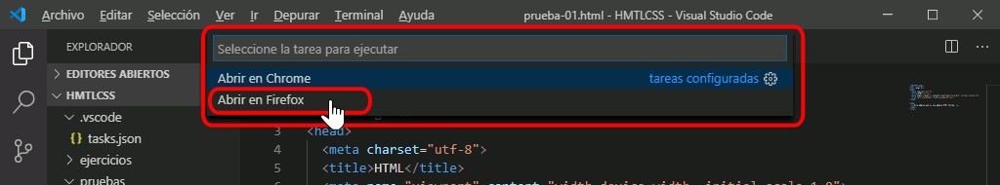 Archivo Editar Selección Ver Ir Depurar Terminal Ayuda prueba-01.html - HMTLCSS - Visual Studio Code
EXPLORADOR
EDITORES ABIERTOS
HMTLCSS
.vscode
{} tasks.json
ejercicios
pruebas
Seleccione la tarea para ejecutar
Abrir en Chrome tareas configuradas
Abrir en Firefox
3 <head>
4 <meta charset="utf-8">
5 <title>HTML</title>
6 <meta name="viewport" content="width=device-width, initial-scale=1.0">